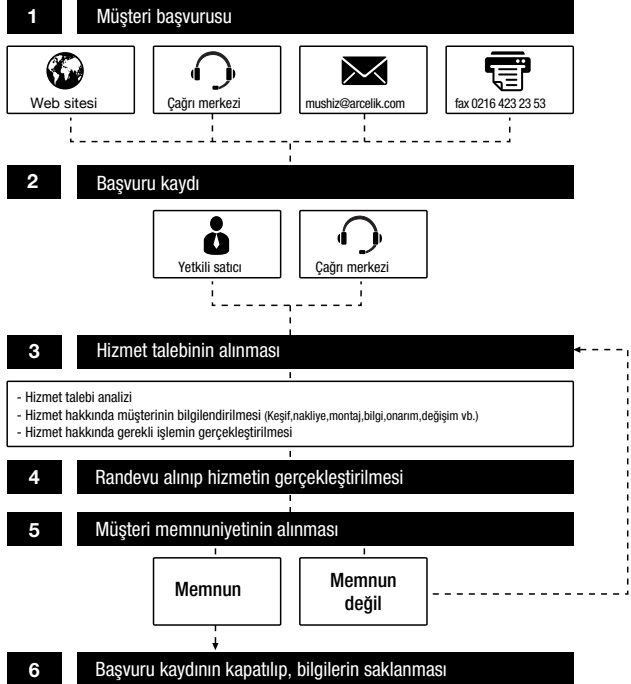 1 Müşteri başvurusu
Web sitesi
Çağrı merkezi
mushiz@arcelik.com
fax 0216 423 23 53
2 Başvuru kaydı
Yetkili satıcı
Çağrı merkezi
3 Hizmet talebinin alınması
- Hizmet talebi analizi
- Hizmet hakkında müşterinin bilgilendirilmesi (Keşif,nakliye,montaj,bilgi,onarım,değişim vb.)
- Hizmet hakkında gerekli işlemin gerçekleştirilmesi
4 Randevu alınıp hizmetin gerçekleştirilmesi
5 Müşteri memnuniyetinin alınması
Memnun
Memnun
değil
6 Başvuru kaydının kapatılıp, bilgilerin saklanması